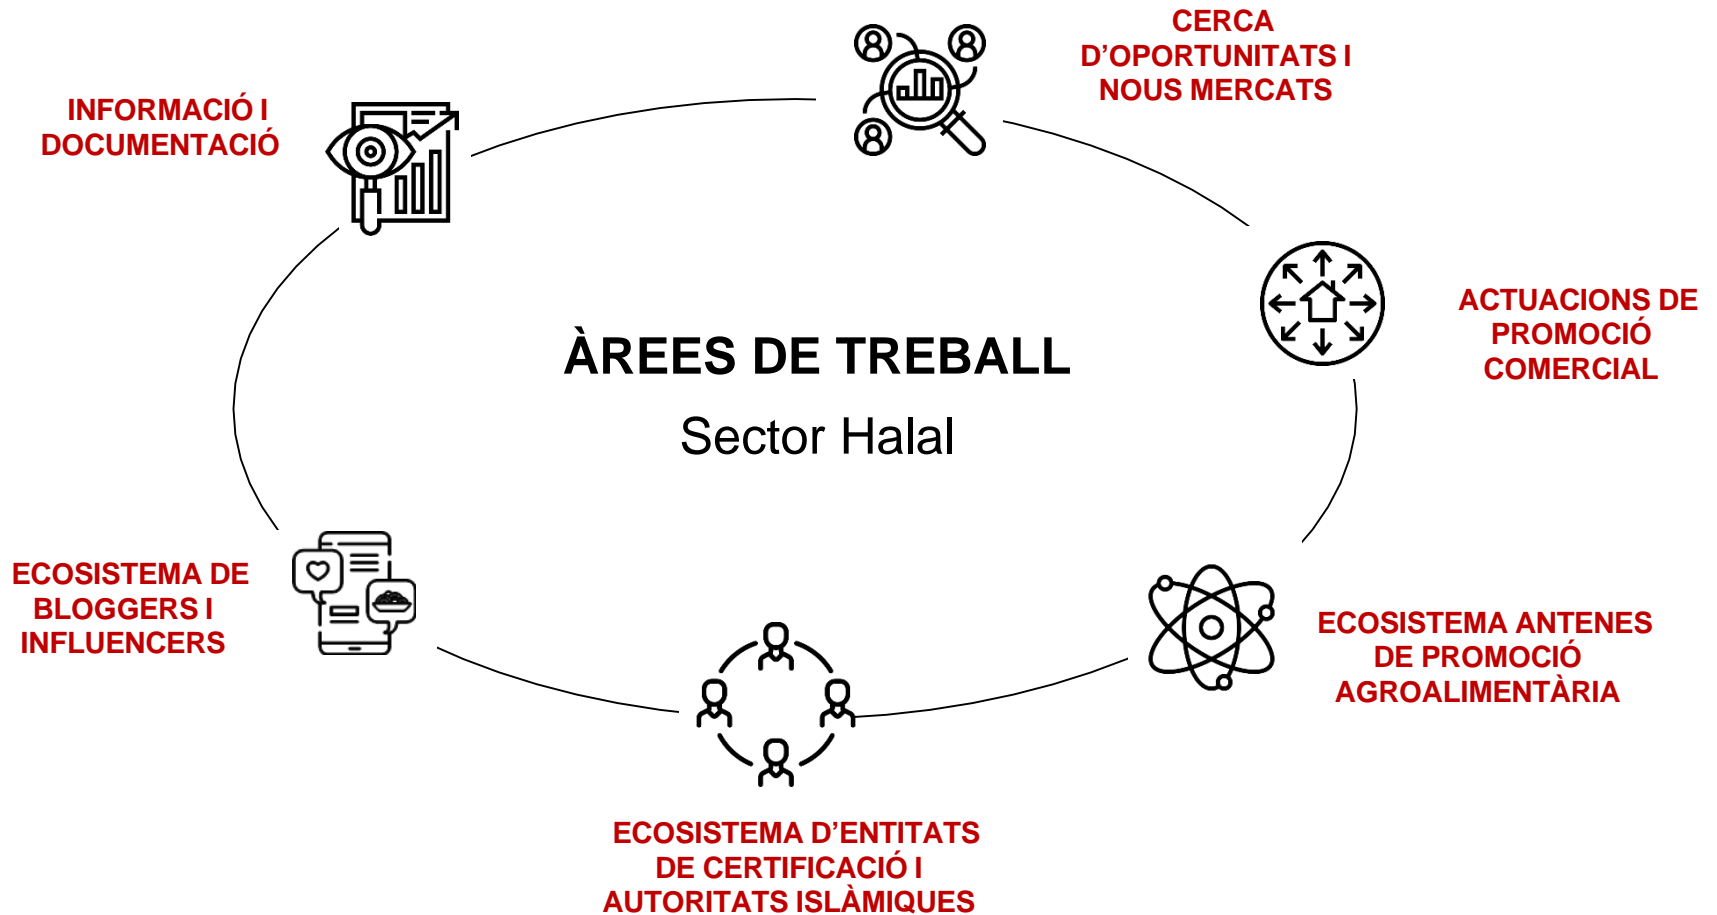 CERCA
D’OPORTUNITATS I
NOUS MERCATS
INFORMACIÓ I
DOCUMENTACIÓ
ACTUACIONS DE
PROMOCIÓ
COMERCIAL
ÀREES DE TREBALL
Sector Halal
ECOSISTEMA DE
BLOGGERS I
INFLUENCERS
ECOSISTEMA ANTENES
DE PROMOCIÓ
AGROALIMENTÀRIA
ECOSISTEMA D’ENTITATS
DE CERTIFICACIÓ I
AUTORITATS ISLÀMIQUES